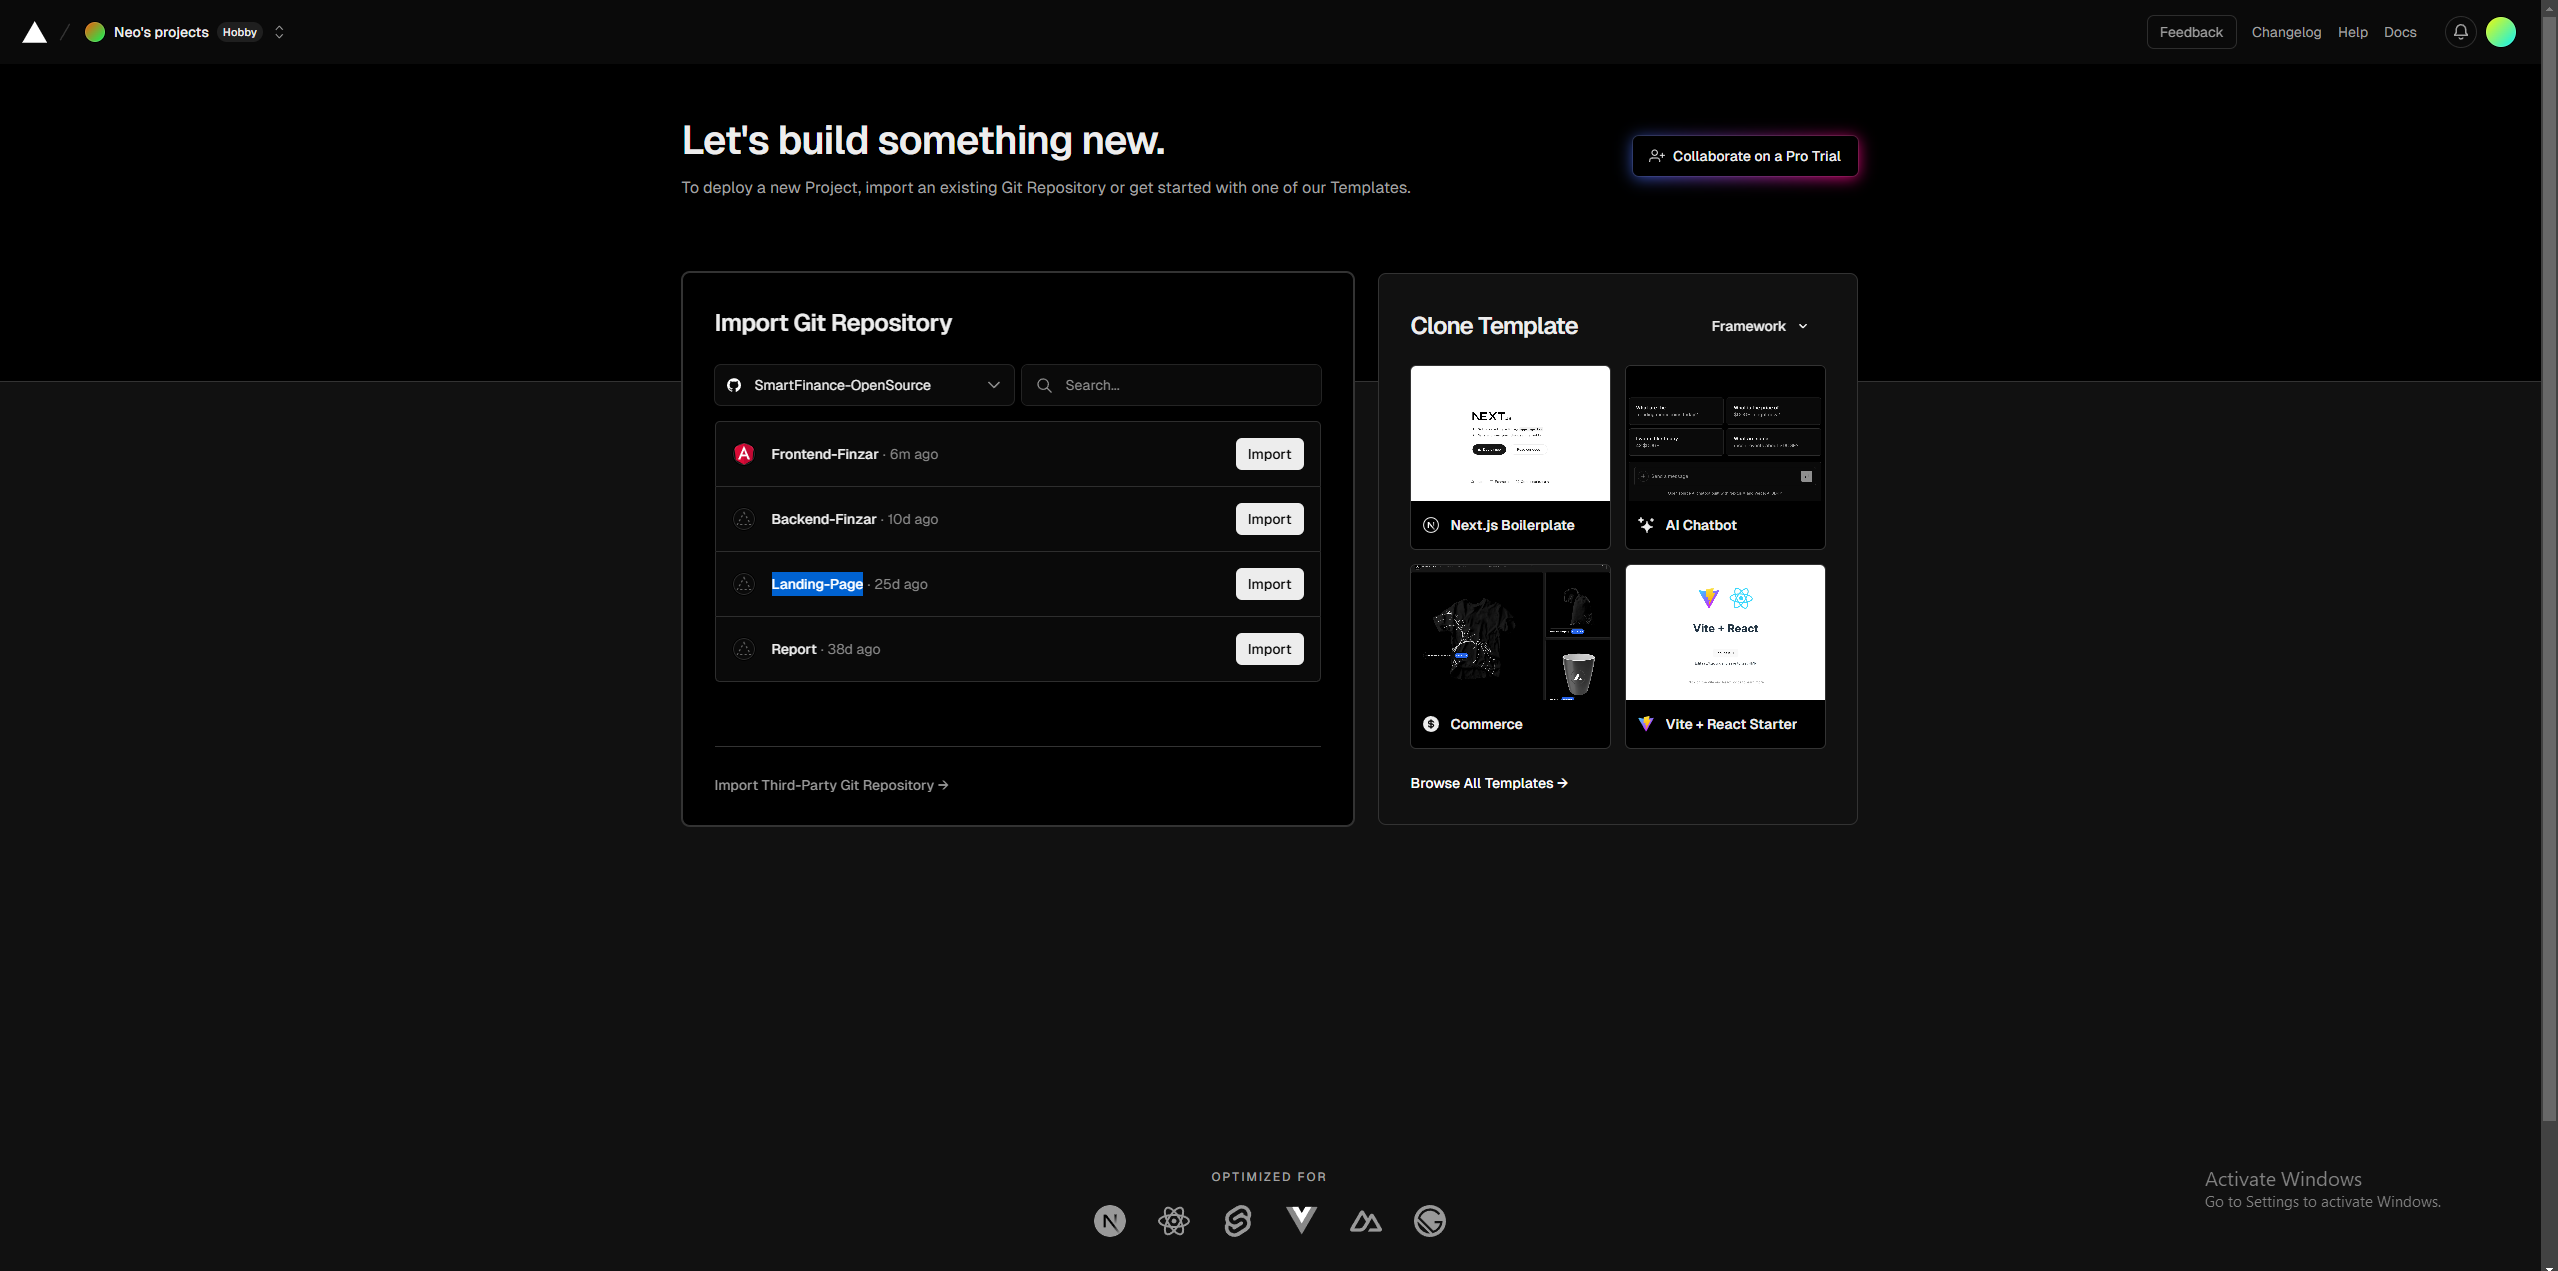 Neo's projects Hobby
Feedback Changelog Help Docs
Let's build something new.
To deploy a new Project, import an existing Git Repository or get started with one of our Templates.
Collaborate on a Pro Trial
Import Git Repository
SmartFinance-OpenSource
Search...
Frontend-Finzar · 6m ago
Import
Backend-Finzar · 10d ago
Import
Landing-Page · 25d ago
Import
Report · 38d ago
Import
Import Third-Party Git Repository →
Clone Template
Framework
NEXT
Next.js Boilerplate
Send a message
AI Chatbot
Commerce
Vite + React
Vite + React Starter
Browse All Templates →
OPTIMIZED FOR
Activate Windows
Go to Settings to activate Windows.